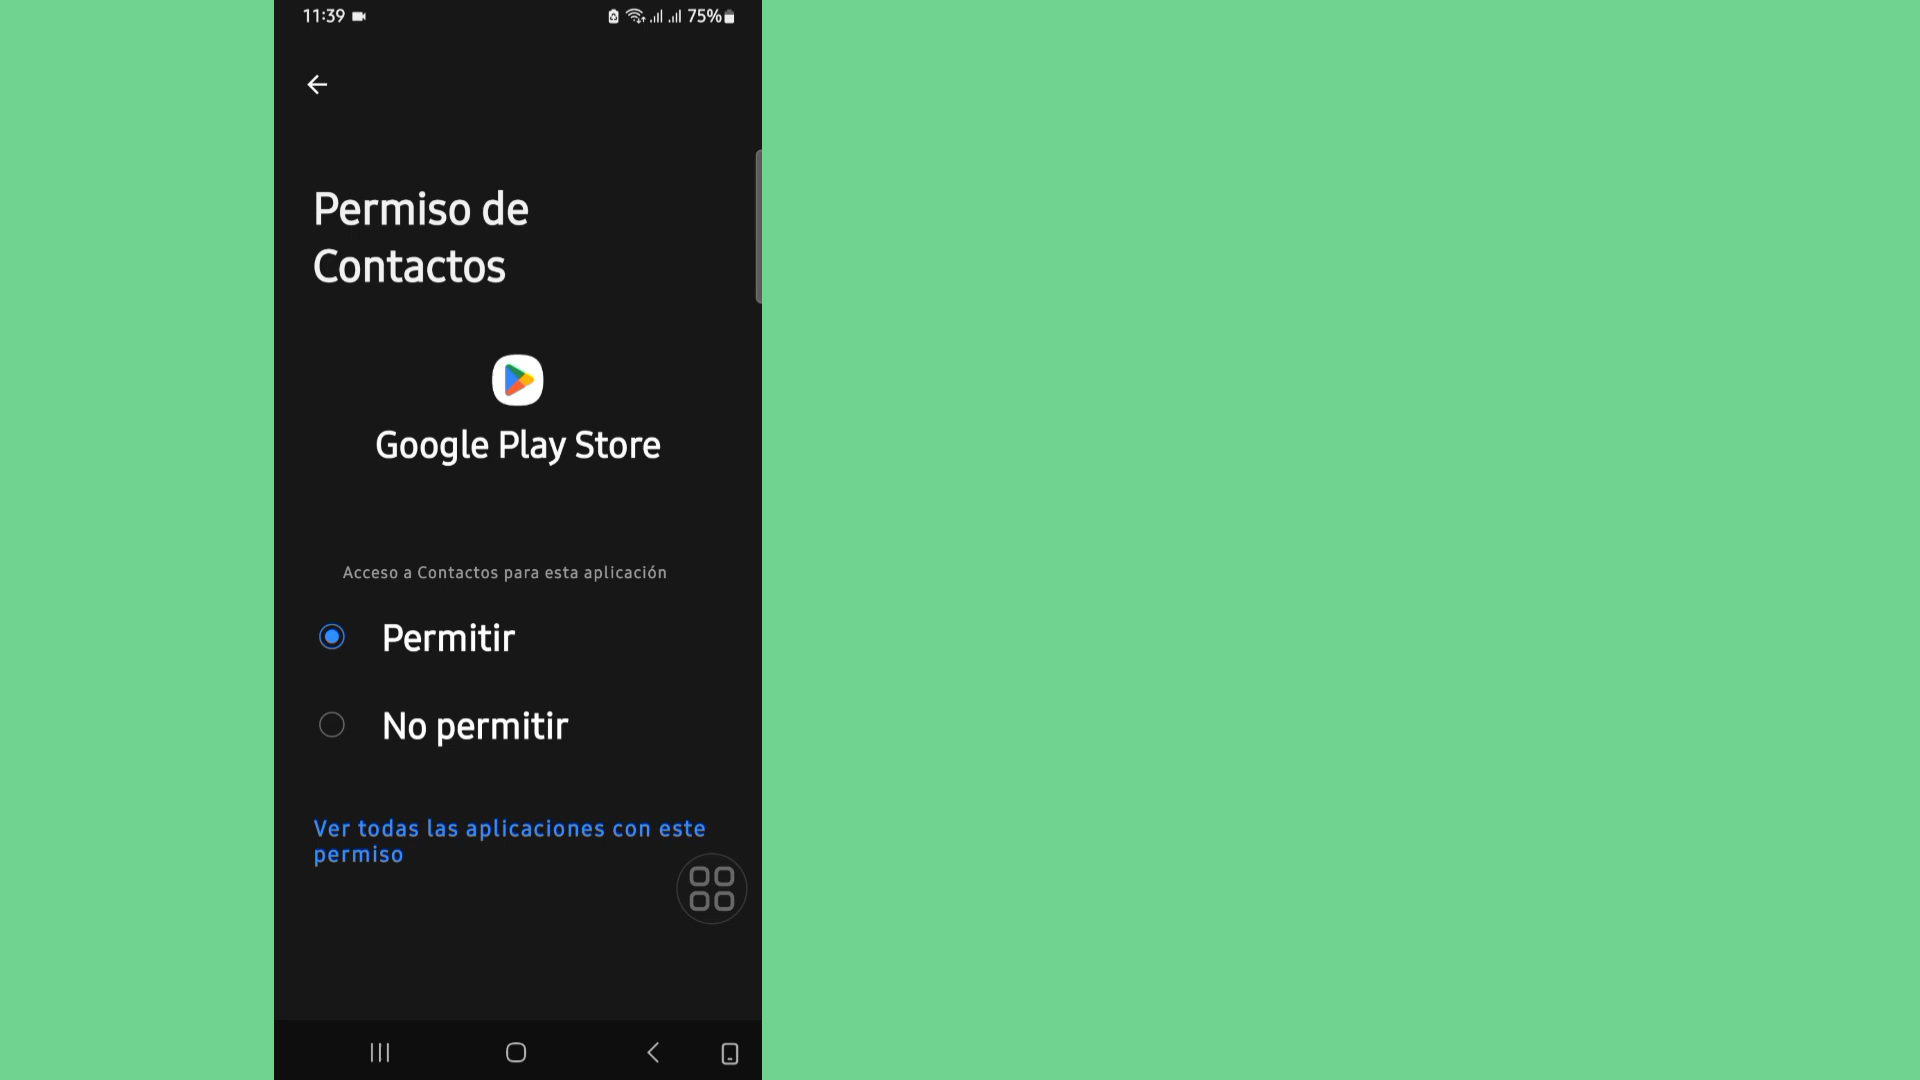 11:39
75%
Permiso de
Contactos
Google Play Store
Acceso a Contactos para esta aplicación
Permitir
No permitir
Ver todas las aplicaciones con este
permiso